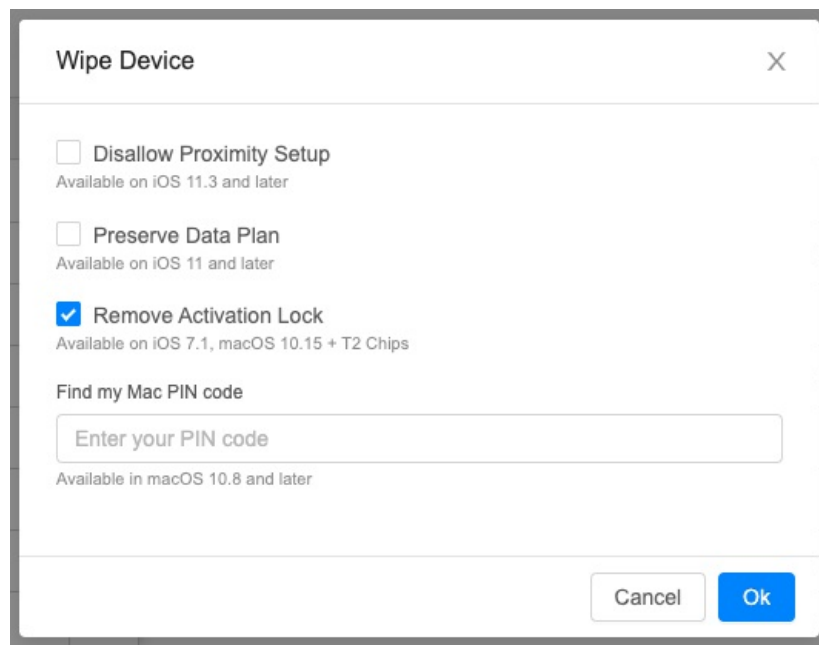 Wipe Device
Disallow Proximity Setup
Available on iOS 11.3 and later
Preserve Data Plan
Available on iOS 11 and later
Remove Activation Lock
Available on iOS 7.1, macOS 10.15 + T2 Chips
Find my Mac PIN code
Enter your PIN code
Available in macOS 10.8 and later
Cancel Ok